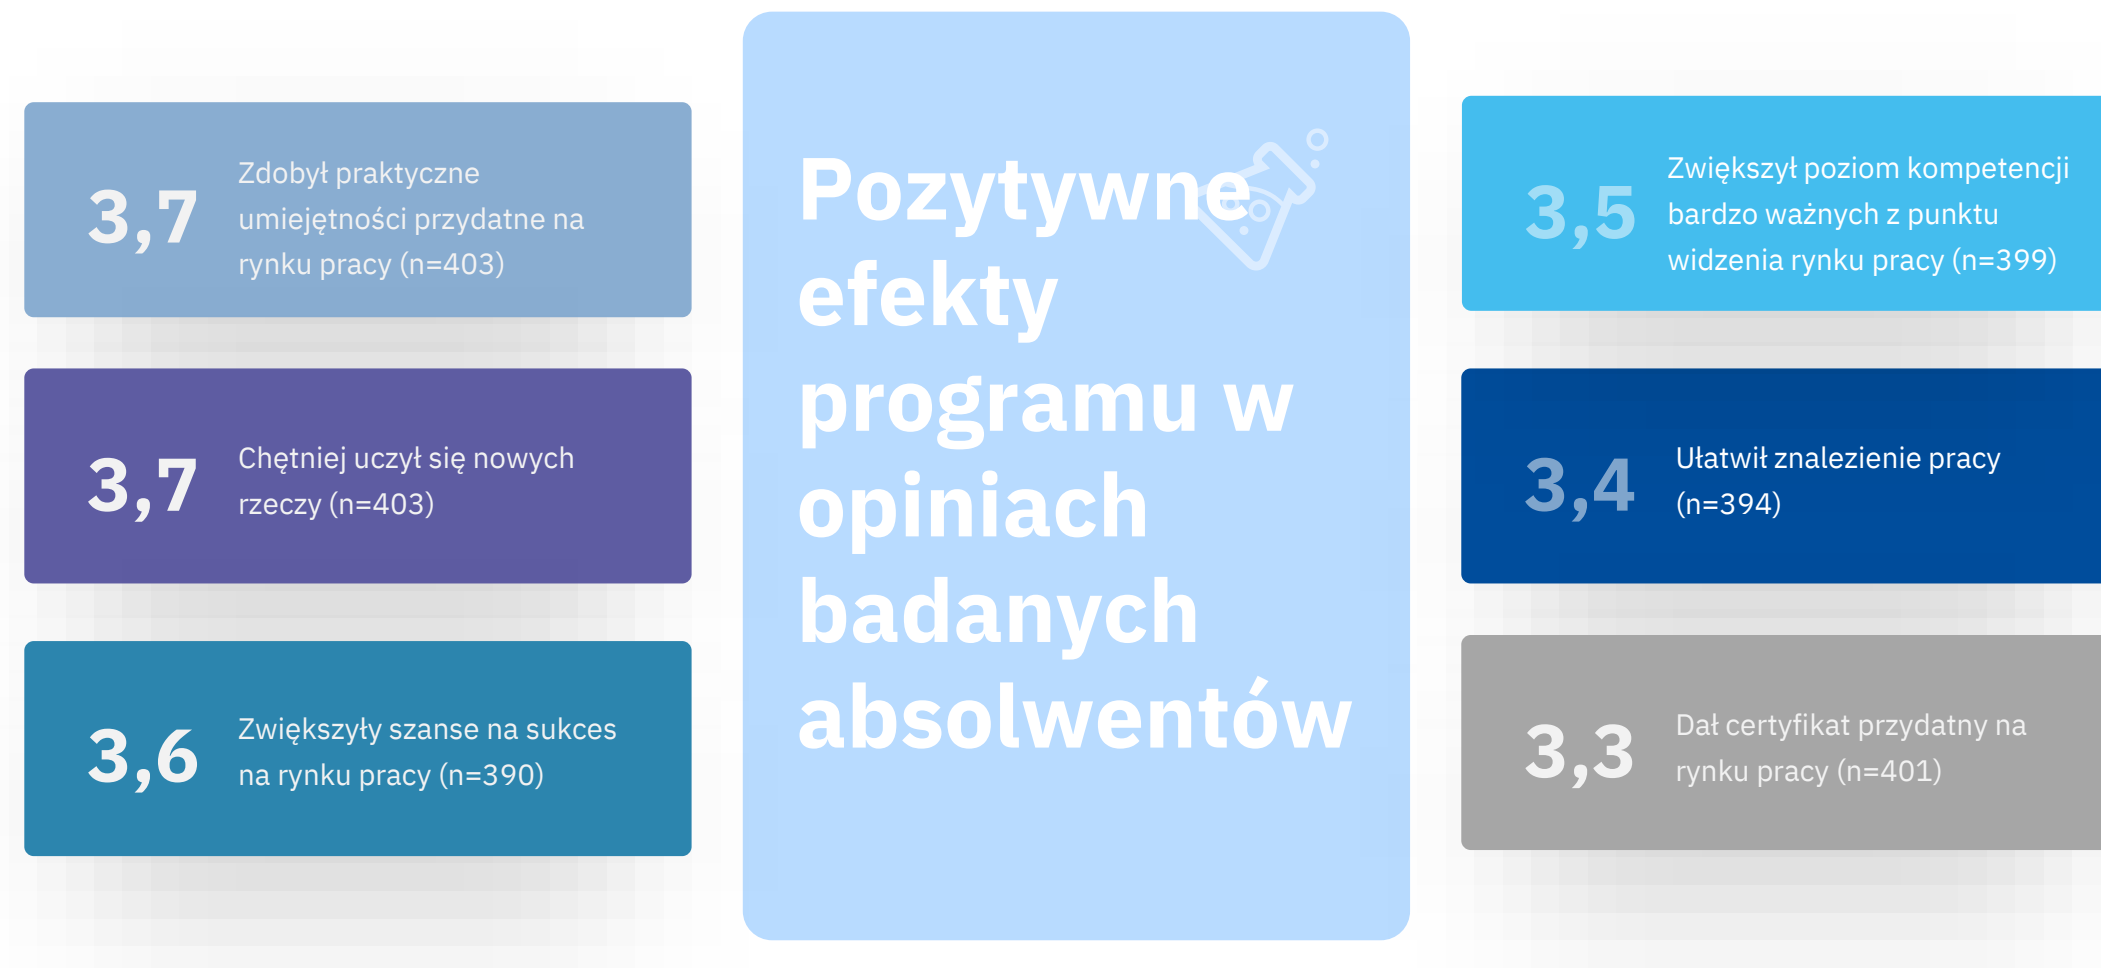 3,7
Zdobył praktyczne
umiejętności przydatne na
rynku pracy (n=403)
3,7
Chętniej uczył się nowych
rzeczy (n=403)
3,6
Zwiększyły szanse na sukces
na rynku pracy (n=390)
Pozytywne
efekty
programu w
opiniach
badanych
absolwentów
3,5
Zwiększył poziom kompetencji
bardzo ważnych z punktu
widzenia rynku pracy (n=399)
3,4
Ułatwił znalezienie pracy
(n=394)
3,3
Dał certyfikat przydatny na
rynku pracy (n=401)